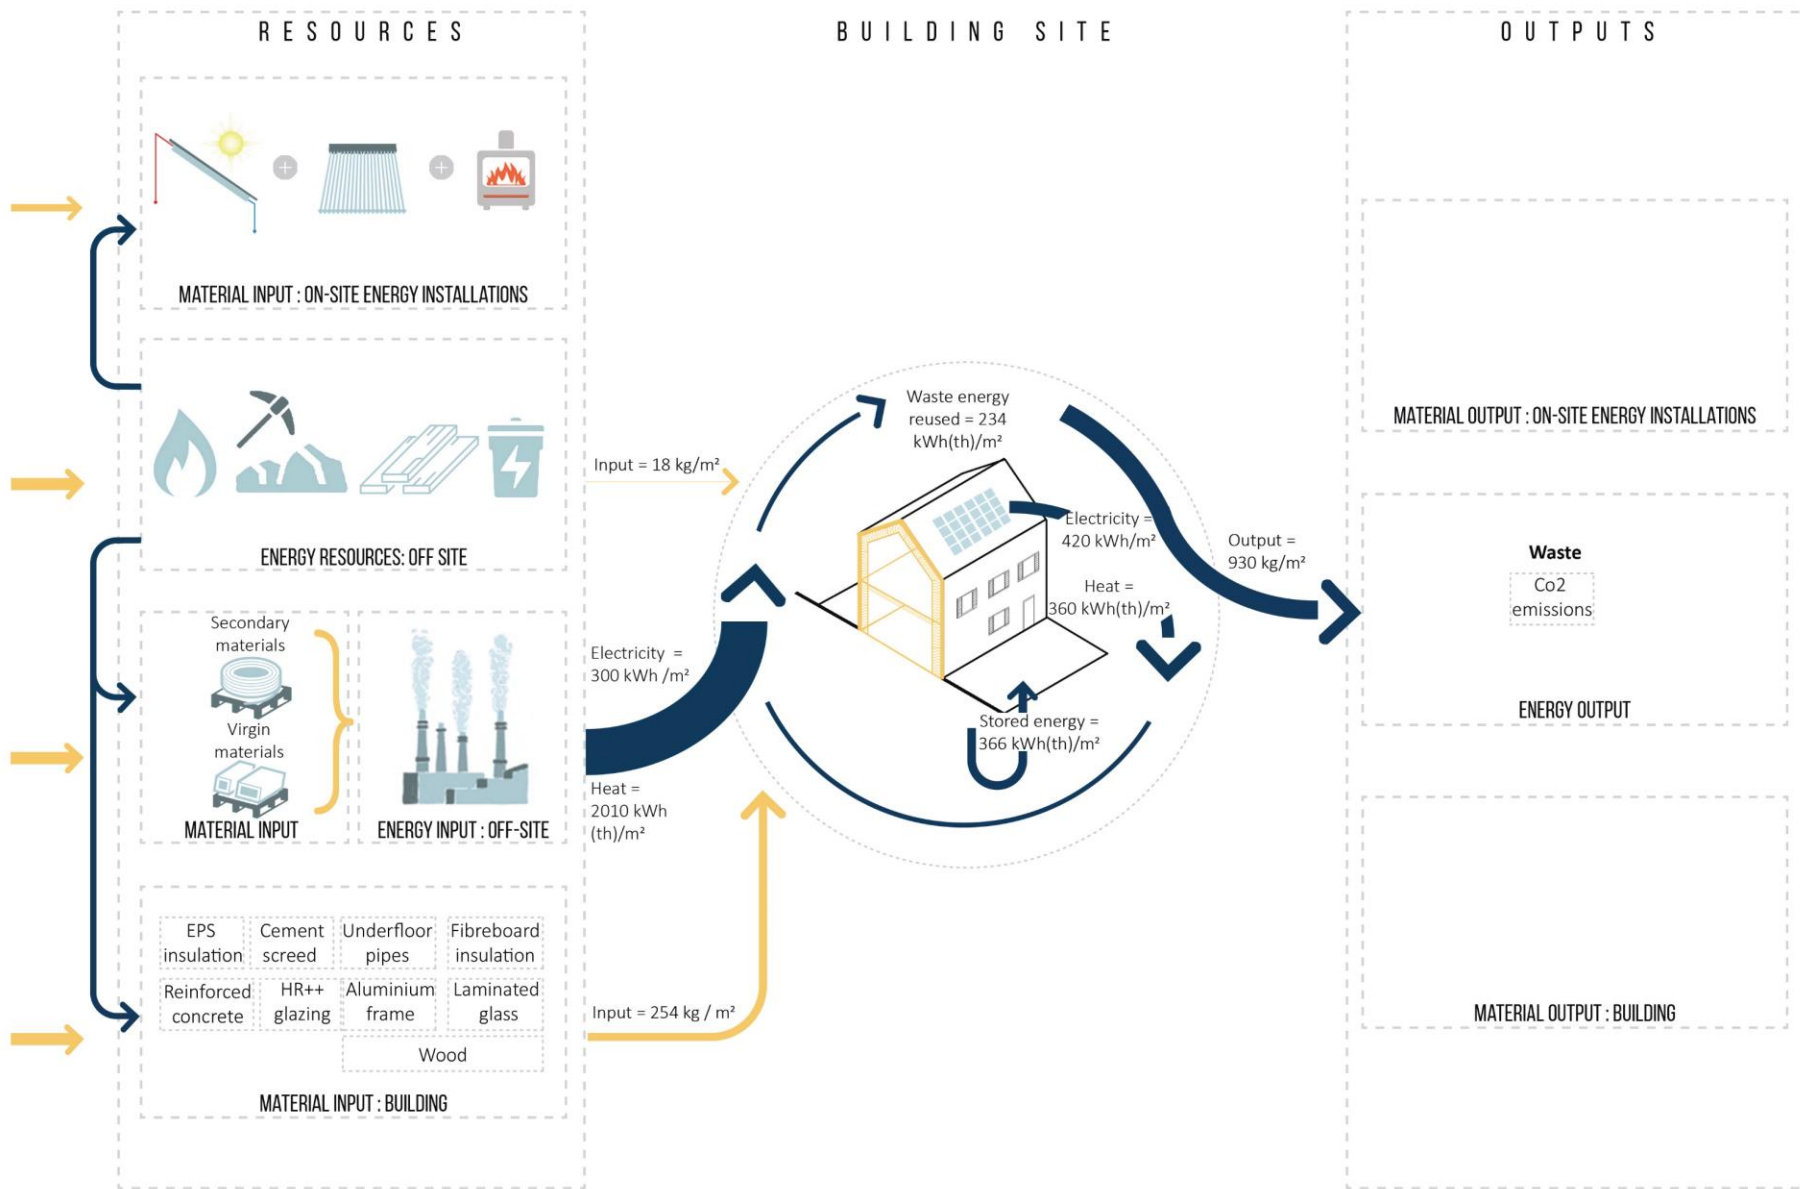 RESOURCES
BUILDING SITE
OUTPUTS
MATERIAL INPUT : ON-SITE ENERGY INSTALLATIONS
ENERGY RESOURCES: OFF SITE
Secondary
materials
Virgin
materials
MATERIAL INPUT
ENERGY INPUT : OFF-SITE
EPS
insulation
Cement
screed
Underfloor
pipes
Fibreboard
insulation
Reinforced
concrete
HR++
glazing
Aluminium
frame
Laminated
glass
Wood
MATERIAL INPUT : BUILDING
Input = 18 kg/m²
Electricity =
300 kWh /m²
Heat =
2010 kWh
(th)/m²
Input = 254 kg / m²
Waste energy
reused = 234
kWh(th)/m²
Electricity =
420 kWh/m²
Heat =
360 kWh(th)/m²
Stored energy =
366 kWh(th)/m²
Output =
930 kg/m²
MATERIAL OUTPUT : ON-SITE ENERGY INSTALLATIONS
Waste
Co2
emissions
ENERGY OUTPUT
MATERIAL OUTPUT : BUILDING